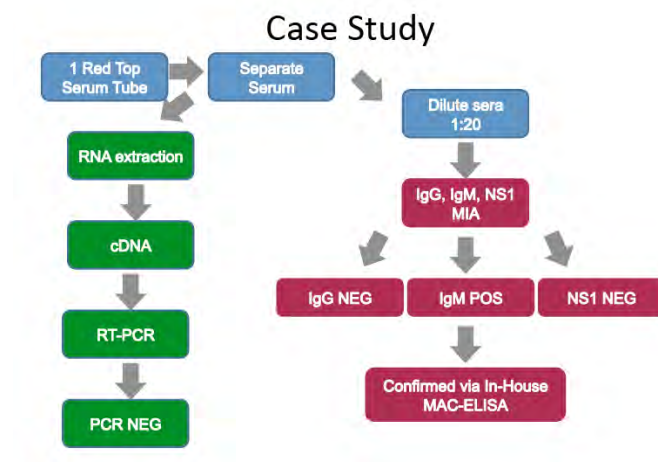 Case Study
1 Red Top
Serum Tube
Separate
Serum
Dilute sera
1:20
RNA extraction
cDNA
RT-PCR
PCR NEG
IgG, IgM, NS1
MIA
IgG NEG
IgM POS
NS1 NEG
Confirmed via In-House
MAC-ELISA